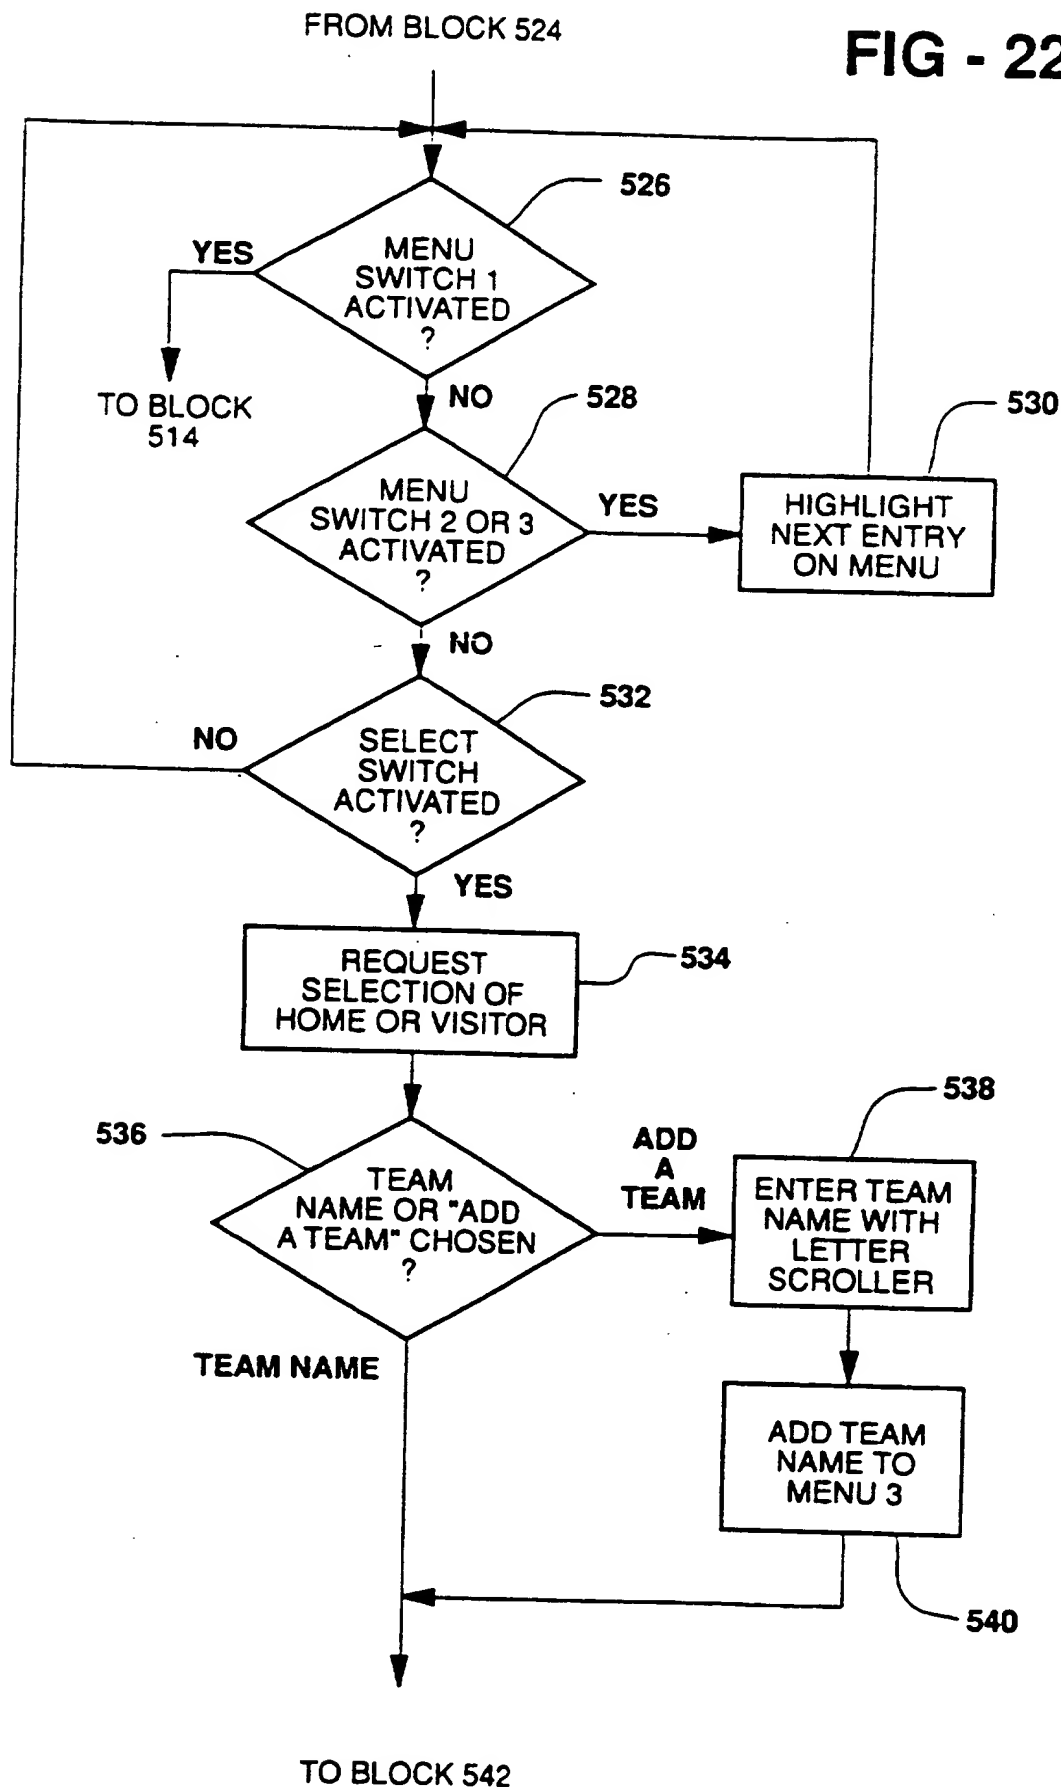 FROM BLOCK 524
FIG - 22
526
YES
MENU
SWITCH 1
ACTIVATED
?
TO BLOCK
514
NO
528
530
MENU
SWITCH 2 OR 3
ACTIVATED
?
YES
HIGHLIGHT
NEXT ENTRY
ON MENU
NO
532
NO
SELECT
SWITCH
ACTIVATED
?
YES
REQUEST
SELECTION OF
HOME OR VISITOR
534
536
TEAM
NAME OR "ADD
A TEAM" CHOSEN
?
ADD
A
TEAM
538
ENTER TEAM
NAME WITH
LETTER
SCROLLER
TEAM NAME
ADD TEAM
NAME TO
MENU 3
540
TO BLOCK 542